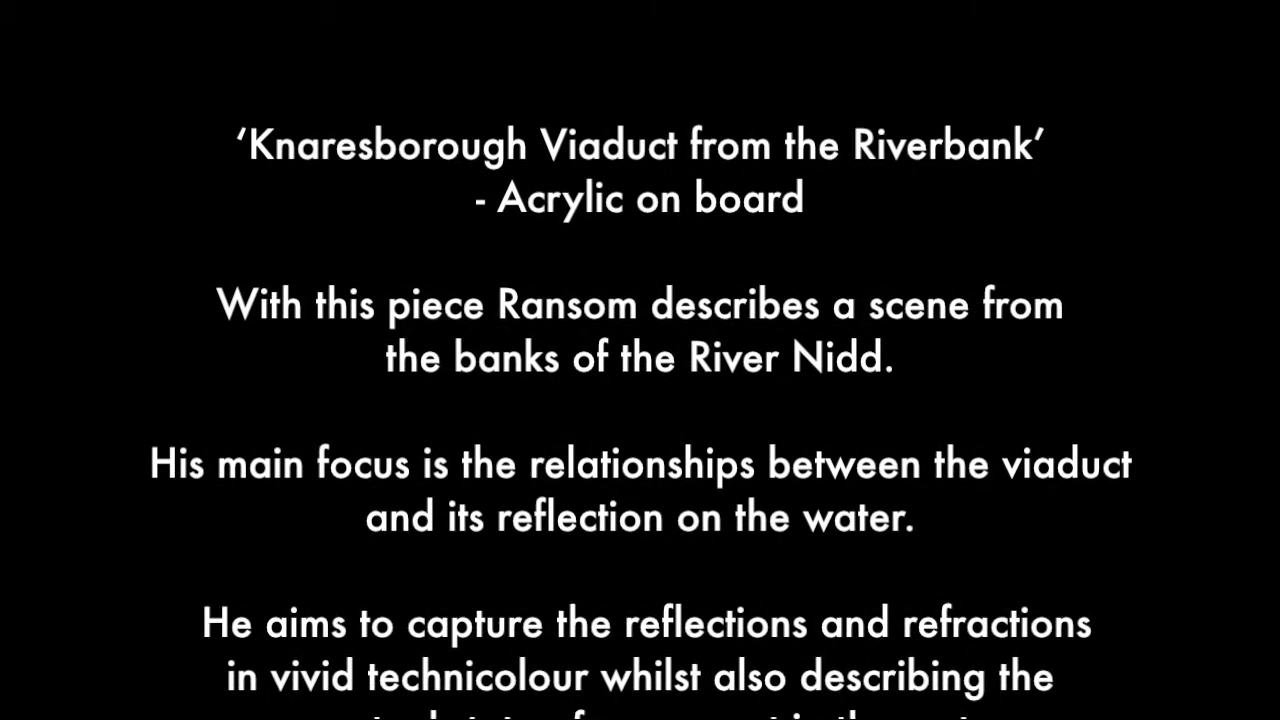 ‘Knaresborough Viaduct from the Riverbank’
- Acrylic on board
With this piece Ransom describes a scene from
the banks of the River Nidd.
His main focus is the relationships between the viaduct
and its reflection on the water.
He aims to capture the reflections and refractions
in vivid technicolour whilst also describing the